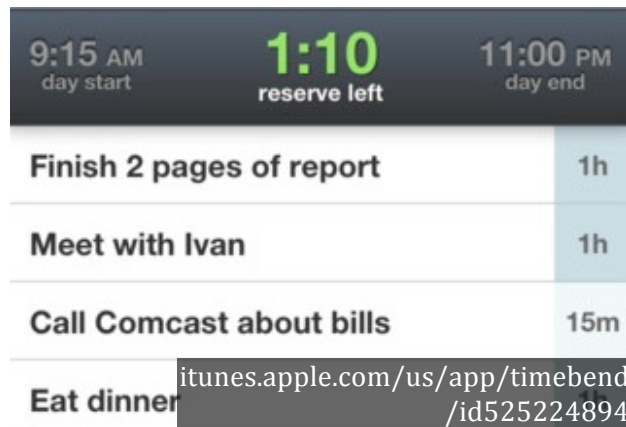 9:15 AM 1:10 11:00 PM
day start reserve left day end
Finish 2 pages of report 1h
Meet with Ivan 1h
Call Comcast about bills 15m
Eat dinner 1h
itunes.apple.com/us/app/timebend
/id525224894